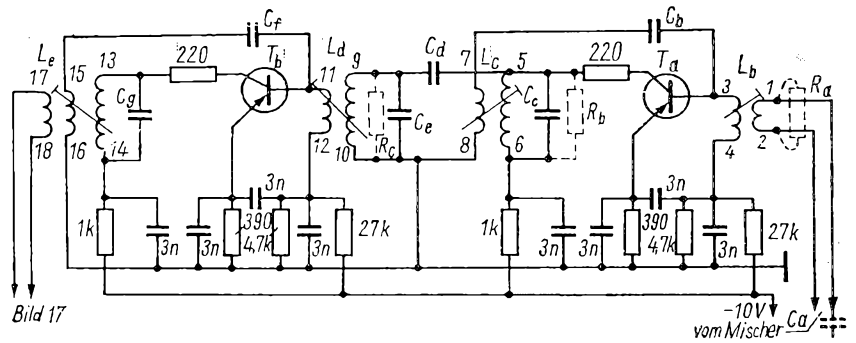 C_f
C_b
L_e
220
T_b
L_d
C_d
7
L_c
5
220
T_a
L_b
17
15
13
11
9
3
1
R_a
C_g
C_e
C_c
R_b
R_c
18
16
14
12
10
8
6
4
2
3n
3n
1k
3n
3n
390
4,7k
3n
27k
1k
3n
3n
390
4,7k
3n
27k
Bild 17
-10V
vom Mischer
Ca